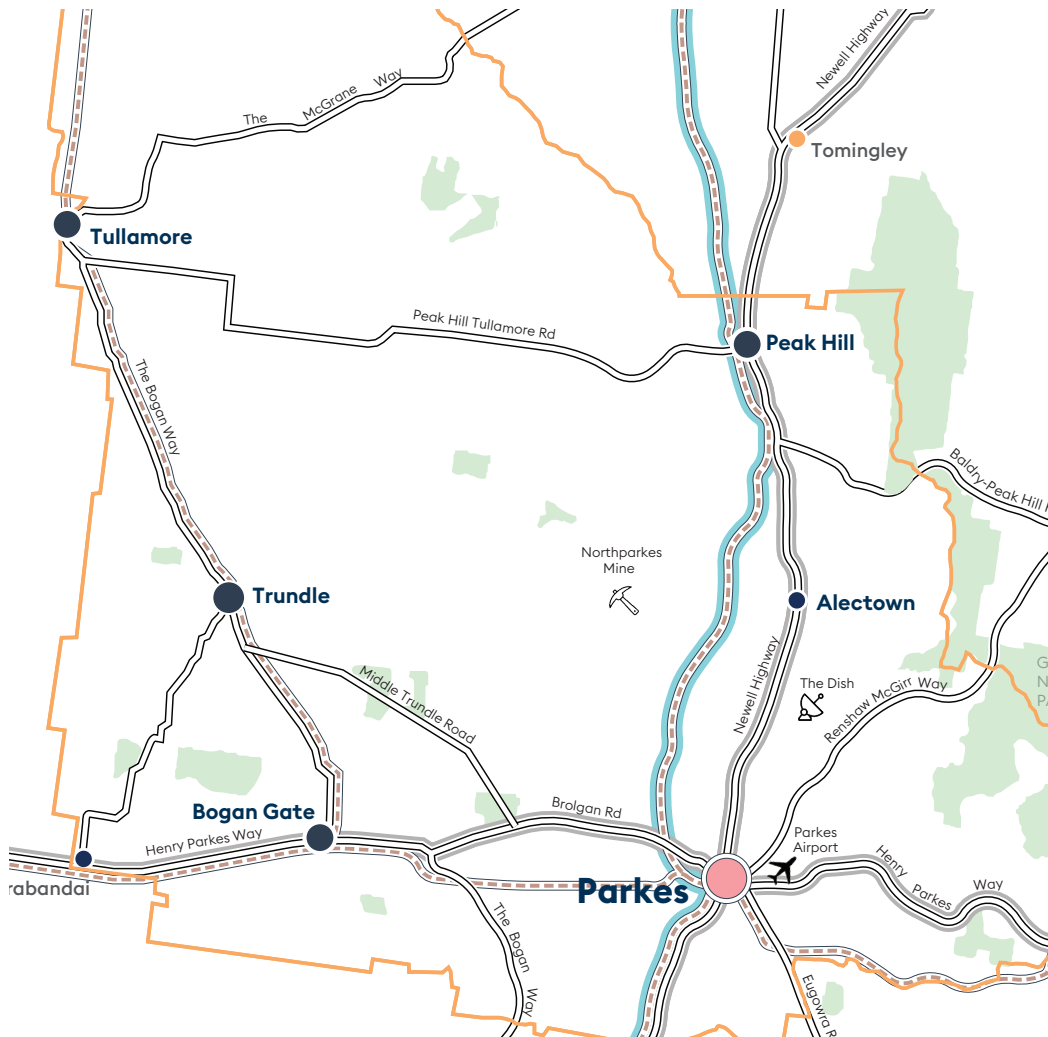 Newell Highway
The McGrane Way
Tomingley
Tullamore
Peak Hill Tullamore Rd
Peak Hill
The Bogan Way
Baldry-Peak Hill
Northparkes
Mine
Trundle
Alectown
Newell Highway
The Dish
Renshaw McGirr Way
Middle Trundle Road
Bogan Gate
Brolgan Rd
Henry Parkes Way
Parkes
Airport
Henry Parkes Way
rabandai
Parkes
The Bogan Way
Eugowra R
G
N
PA